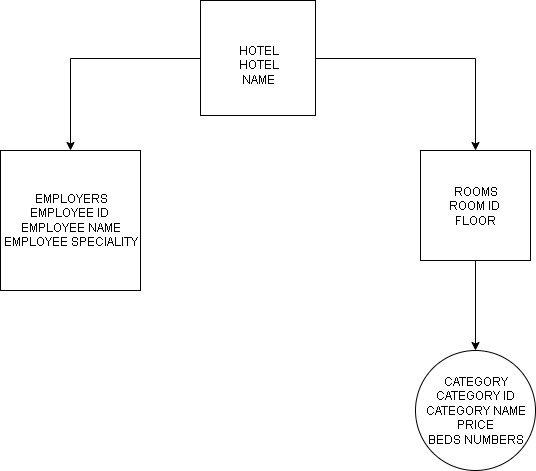 HOTEL
HOTEL
NAME
EMPLOYERS
EMPLOYEE ID
EMPLOYEE NAME
EMPLOYEE SPECIALITY
ROOMS
ROOM ID
FLOOR
CATEGORY
CATEGORY ID
CATEGORY NAME
PRICE
BEDS NUMBERS